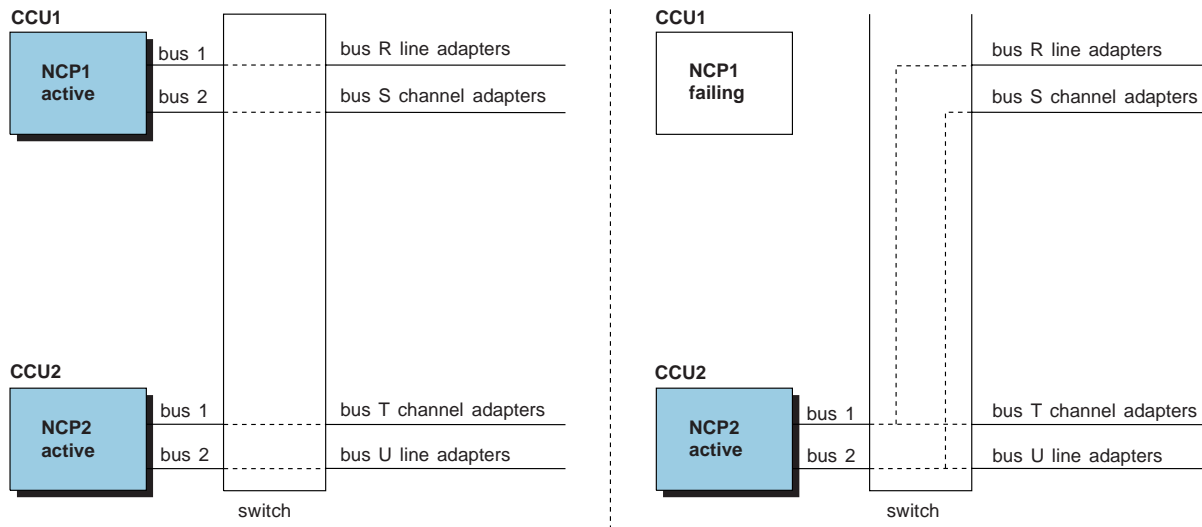 CCU1
NCP1
active
bus 1
bus 2
bus R line adapters
bus S channel adapters
CCU2
NCP2
active
bus 1
bus 2
bus T channel adapters
bus U line adapters
switch
CCU1
NCP1
failing
bus R line adapters
bus S channel adapters
CCU2
NCP2
active
bus 1
bus 2
bus T channel adapters
bus U line adapters
switch